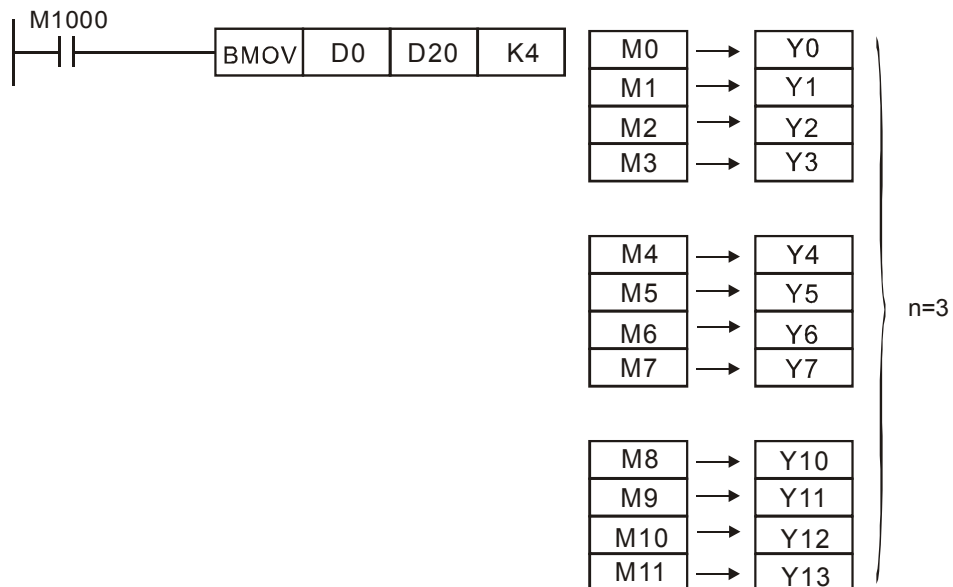 M1000
BMOV D0 D20 K4
M0 Y0
M1 Y1
M2 Y2
M3 Y3
M4 Y4
M5 Y5
M6 Y6
M7 Y7
n=3
M8 Y10
M9 Y11
M10 Y12
M11 Y13